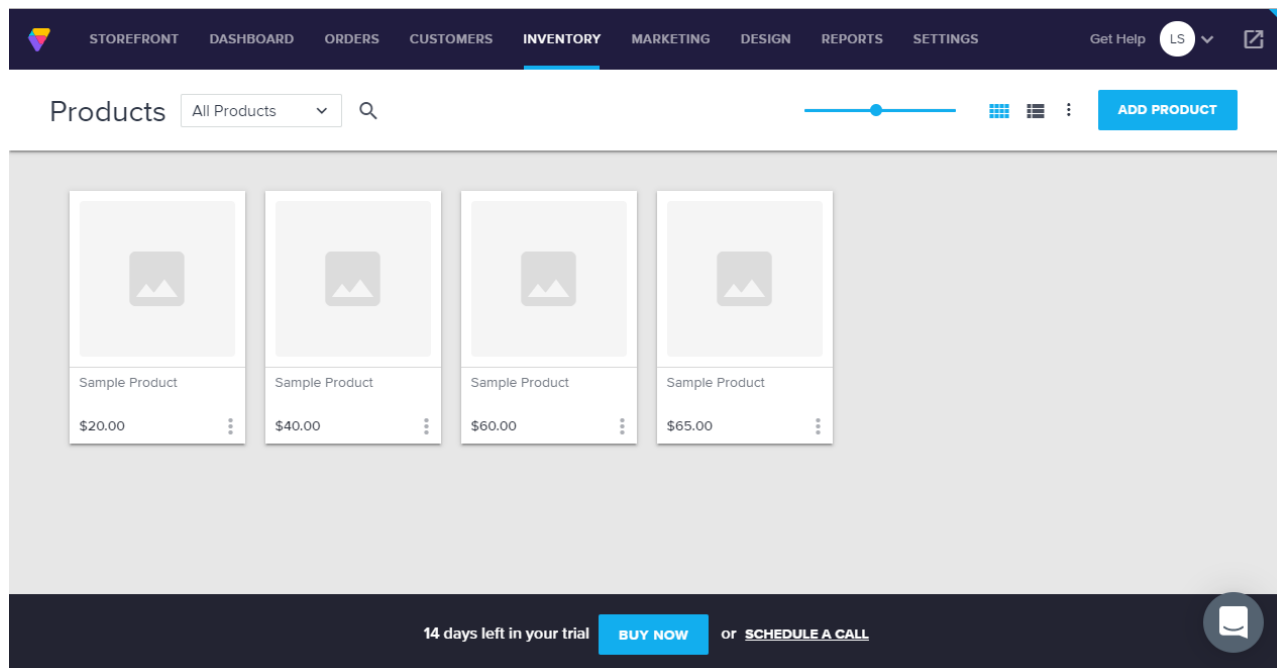 STOREFRONT DASHBOARD ORDERS CUSTOMERS INVENTORY MARKETING DESIGN REPORTS SETTINGS Get Help LS
Products All Products ADD PRODUCT
Sample Product Sample Product Sample Product Sample Product
$20.00 $40.00 $60.00 $65.00
14 days left in your trial BUY NOW or SCHEDULE A CALL